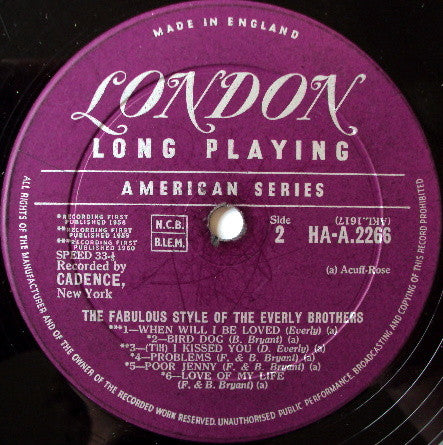 MADE IN ENGLAND
LONDON
LONG PLAYING
AMERICAN SERIES
*RECORDING FIRST
PUBLISHED 1958
**RECORDING FIRST
PUBLISHED 1959
***RECORDING FIRST
PUBLISHED 1960
SPEED 33⅓
Recorded by
CADENCE,
New York
N.C.B.
B.I.E.M.
Side
2
(ARL.1617)
HA-A.2266
(a) Acuff-Rose
THE FABULOUS STYLE OF THE EVERLY BROTHERS
***1—WHEN WILL I BE LOVED (Everly) (a)
*2—BIRD DOG (B. Bryant) (a)
**3—(Till) I KISSED YOU (D. Everly) (a)
*4—PROBLEMS (F. & B. Bryant) (a)
*5—POOR JENNY (F. & B. Bryant) (a)
*6—LOVE OF MY LIFE
(F. & B. Bryant) (a)
ALL RIGHTS OF THE MANUFACTURER AND OF THE OWNER OF THE RECORDED WORK RESERVED. UNAUTHORISED PUBLIC PERFORMANCE, BROADCASTING AND COPYING OF THIS RECORD PROHIBITED